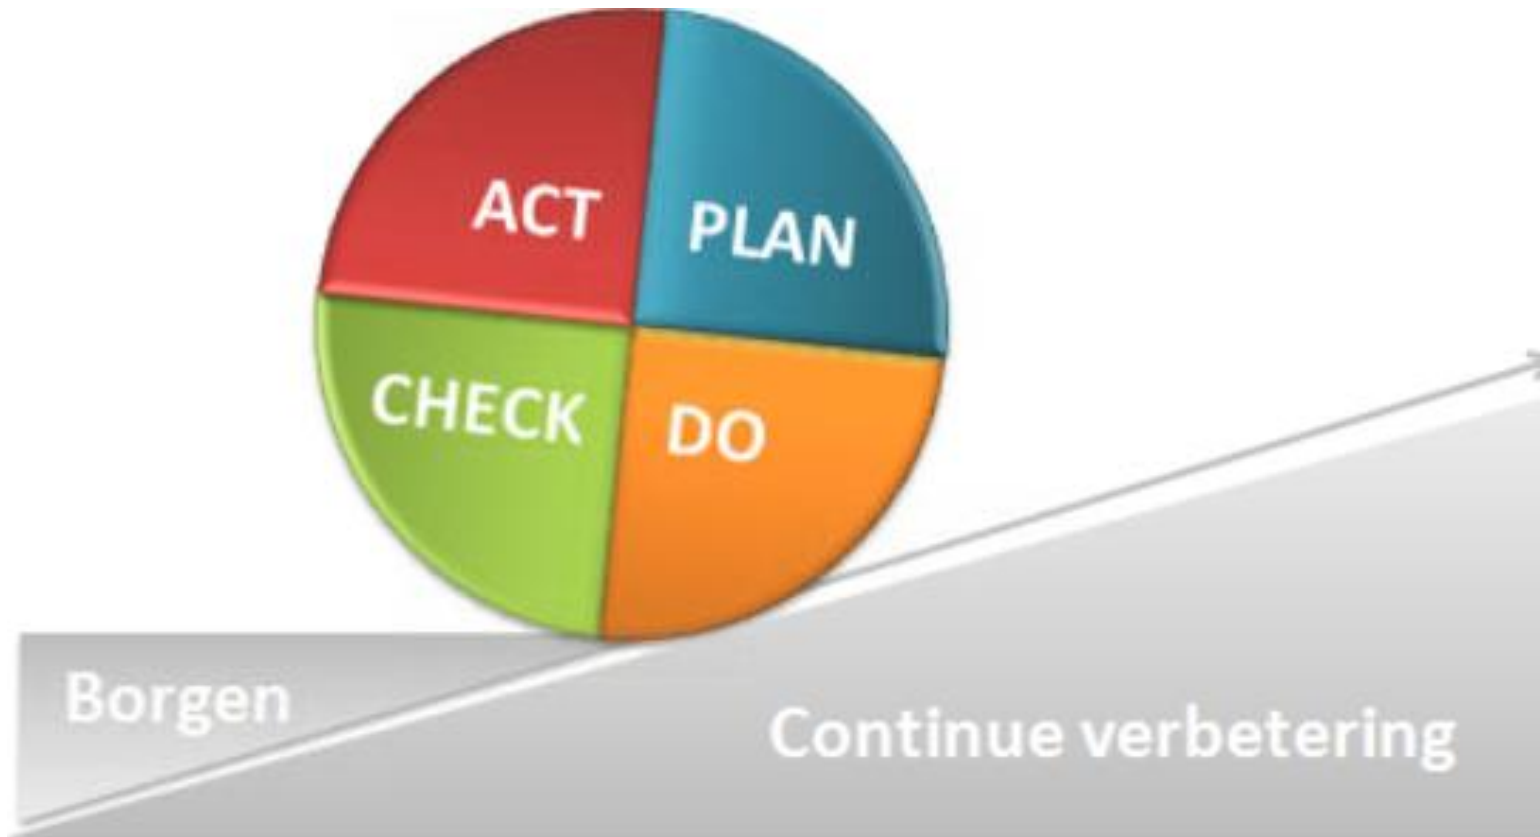 ACT
PLAN
CHECK
DO
Borgen
Continue verbetering